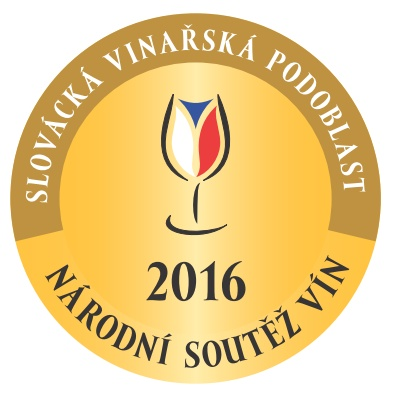 SLOVÁCKÁ VINAŘSKÁ PODOBLAST
2016
NÁRODNÍ SOUTĚŽ VÍN